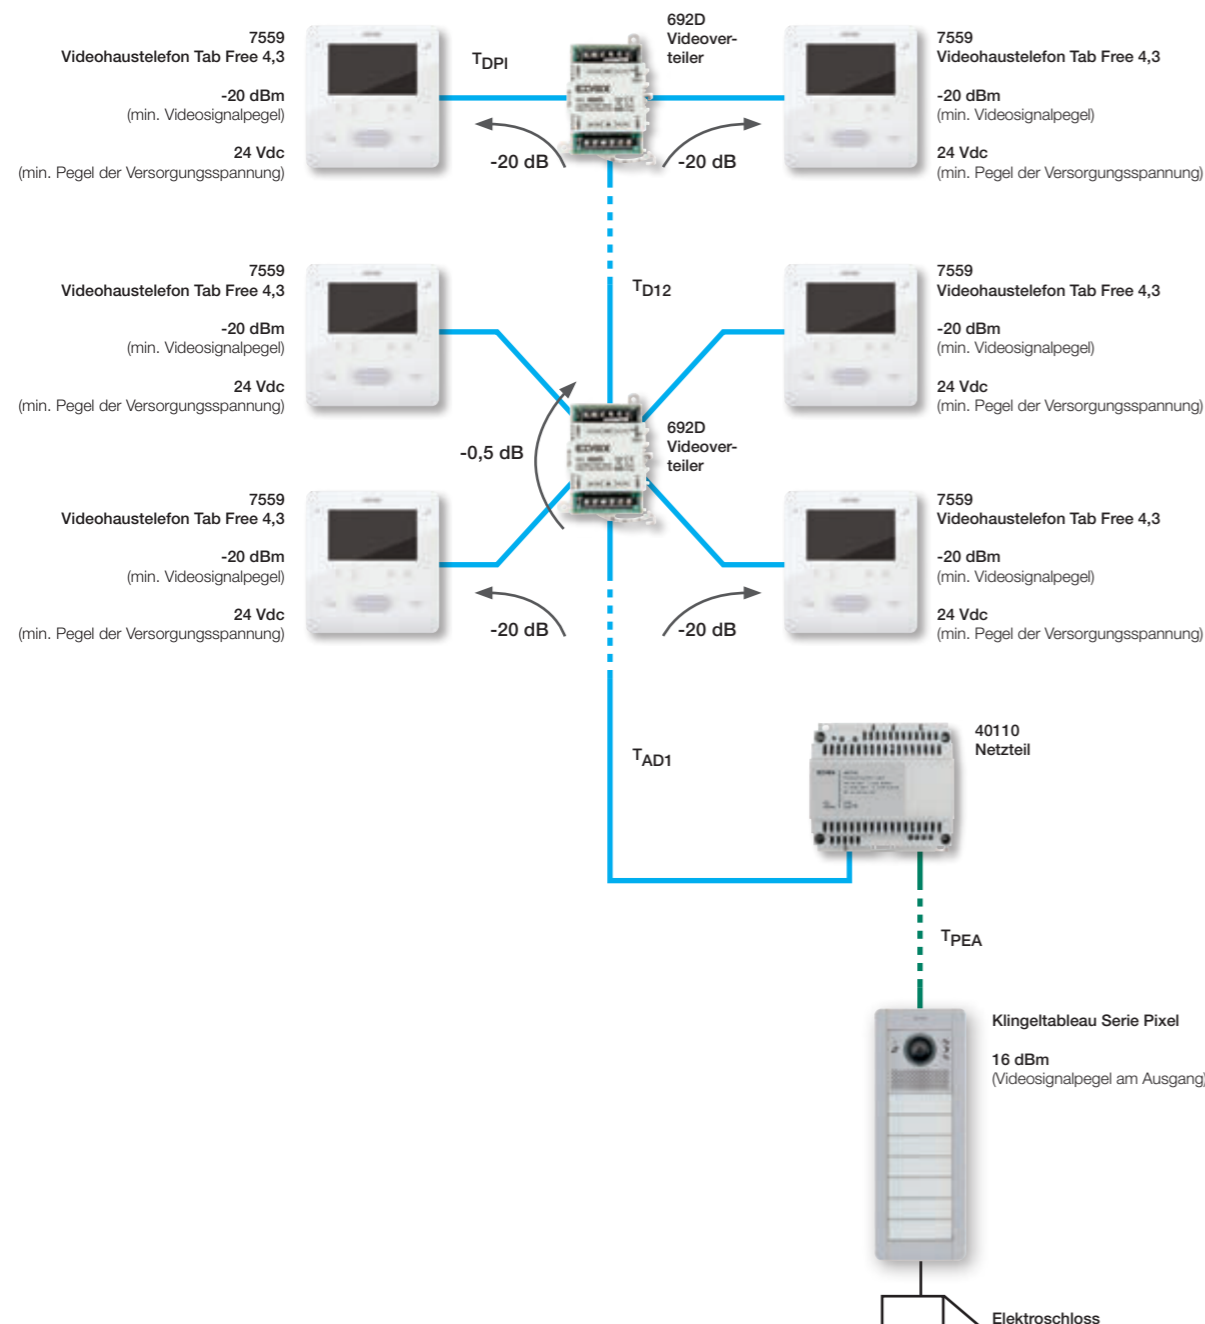 7559
Videohaustelefon Tab Free 4,3
-20 dBm
(min. Videosignalpegel)
24 Vdc
(min. Pegel der Versorgungsspannung)
TDPI
692D
Videover-
teiler
-20 dB
-20 dB
7559
Videohaustelefon Tab Free 4,3
-20 dBm
(min. Videosignalpegel)
24 Vdc
(min. Pegel der Versorgungsspannung)
TD12
7559
Videohaustelefon Tab Free 4,3
-20 dBm
(min. Videosignalpegel)
24 Vdc
(min. Pegel der Versorgungsspannung)
7559
Videohaustelefon Tab Free 4,3
-20 dBm
(min. Videosignalpegel)
24 Vdc
(min. Pegel der Versorgungsspannung)
-0,5 dB
692D
Videover-
teiler
7559
Videohaustelefon Tab Free 4,3
-20 dBm
(min. Videosignalpegel)
24 Vdc
(min. Pegel der Versorgungsspannung)
-20 dB
-20 dB
7559
Videohaustelefon Tab Free 4,3
-20 dBm
(min. Videosignalpegel)
24 Vdc
(min. Pegel der Versorgungsspannung)
TAD1
40110
Netzteil
TPEA
Klingeltableau Serie Pixel
16 dBm
(Videosignalpegel am Ausgang)
Elektroschloss